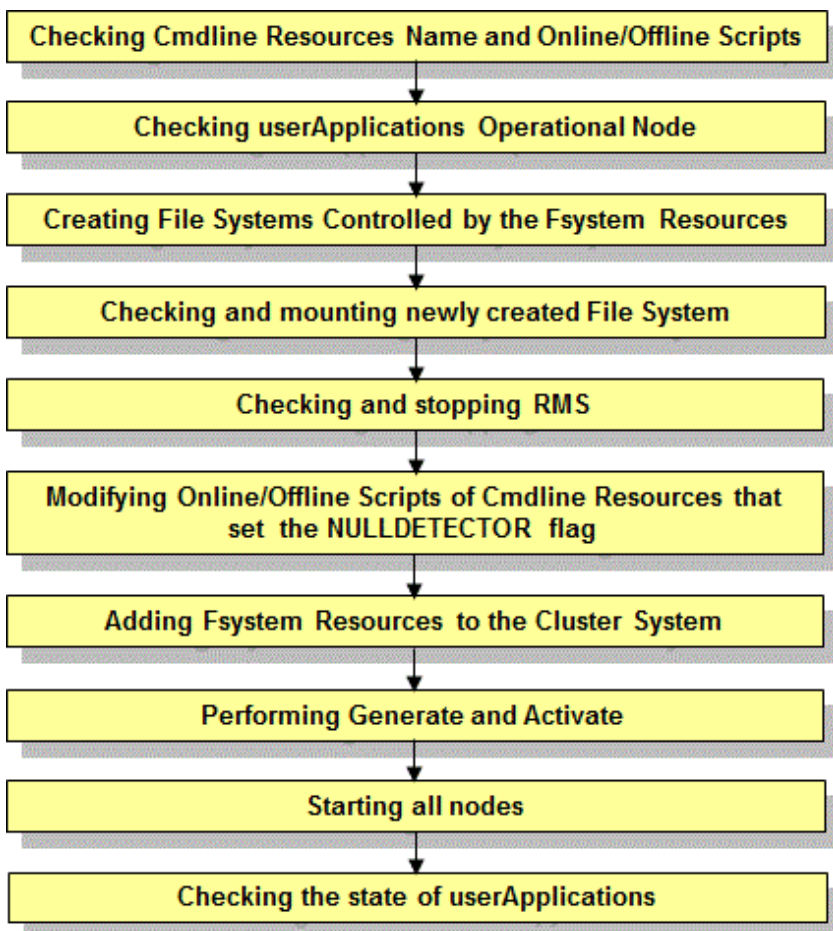 Checking Cmdline Resources Name and Online/Offline Scripts
Checking userApplications Operational Node
Creating File Systems Controlled by the Fsystem Resources
Checking and mounting newly created File System
Checking and stopping RMS
Modifying Online/Offline Scripts of Cmdline Resources that
set the NULLDETECTOR flag
Adding Fsystem Resources to the Cluster System
Performing Generate and Activate
Starting all nodes
Checking the state of userApplications